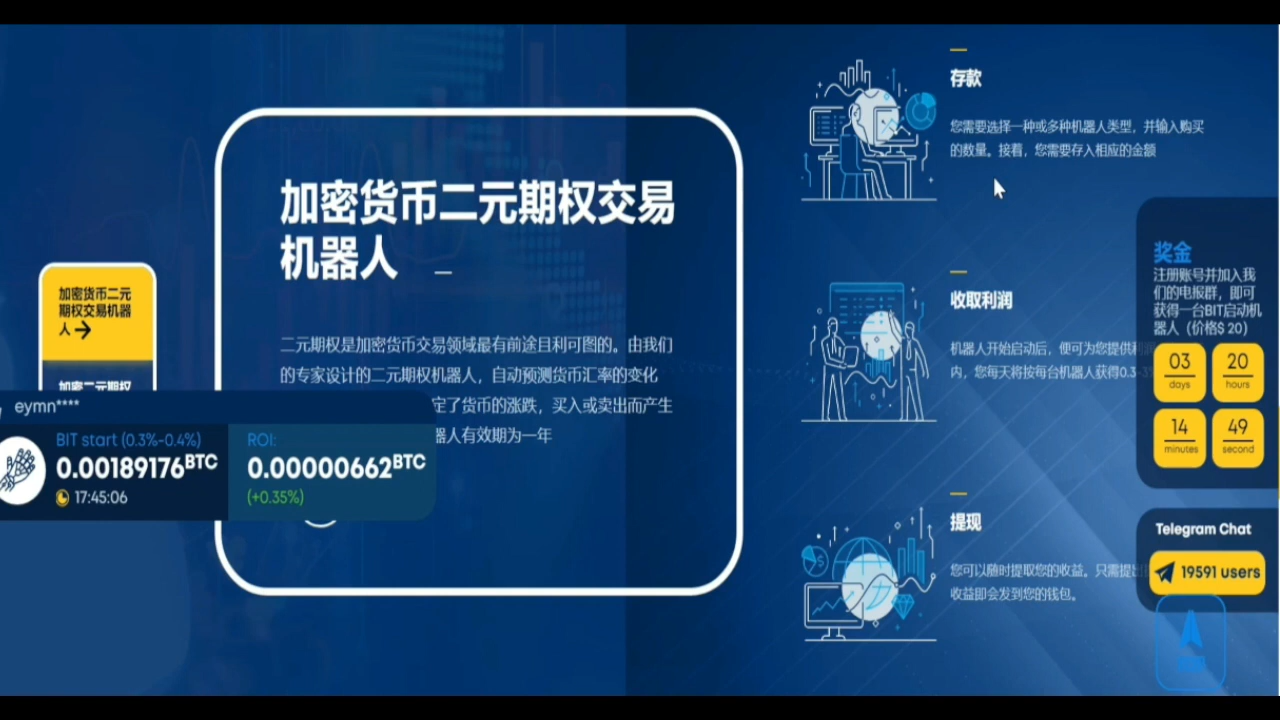 加密货币二元
期权交易机器
人→
加密二元期权
eymn****
BIT start (0.3%-0.4%)
0.00189176BTC
17:45:06
ROI:
0.00000662BTC
(+0.35%)
加密货币二元期权交易
机器人
二元期权是加密货币交易领域最有前途且利可图的。由我们
的专家设计的二元期权机器人，自动预测货币汇率的变化
定了货币的涨跌，买入或卖出而产生
器人有效期为一年
存款
您需要选择一种或多种机器人类型，并输入购买
的数量。接着，您需要存入相应的金额
收取利润
机器人开始启动后，便可为您提供利
内，您每天将按每台机器人获得0.3-
提现
您可以随时提取您的收益。只需提出
收益即会发到您的钱包。
奖金
注册账号并加入我
们的电报群，即可
获得一台BIT启动机
器人（价格$ 20）
03
days
20
hours
14
minutes
49
second
Telegram Chat
19591 users